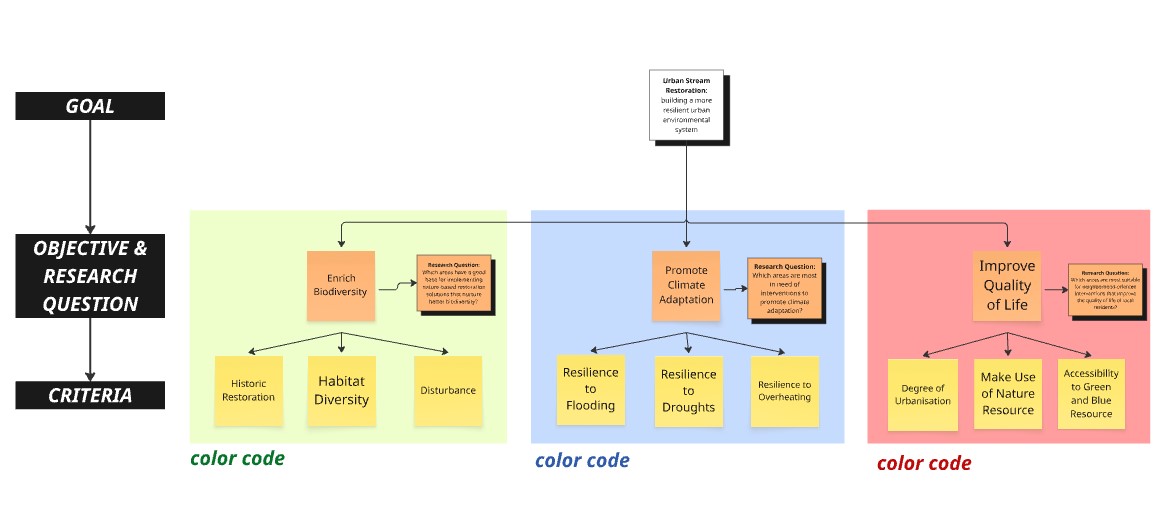 GOAL
Urban Stream
Restoration:
building a more
resilient urban
environmental
system
OBJECTIVE &
RESEARCH
QUESTION
Enrich
Biodiversity
Research Question:
Which areas have a good
base for implementing
nature-based restoration
solutions that nurture
better biodiversity?
Promote
Climate
Adaptation
Research Question:
Which areas are most
in need of
interventions to
promote climate
adaptation?
Improve
Quality
of Life
Research Question:
Which areas are most suitable
for neighborhood-oriented
interventions that improve
the quality of life of local
residents?
CRITERIA
Historic
Restoration
Habitat
Diversity
Disturbance
Resilience
to
Flooding
Resilience
to
Droughts
Resilience to
Overheating
Degree of
Urbanisation
Make Use
of Nature
Resource
Accessibility
to Green
and Blue
Resource
color code
color code
color code